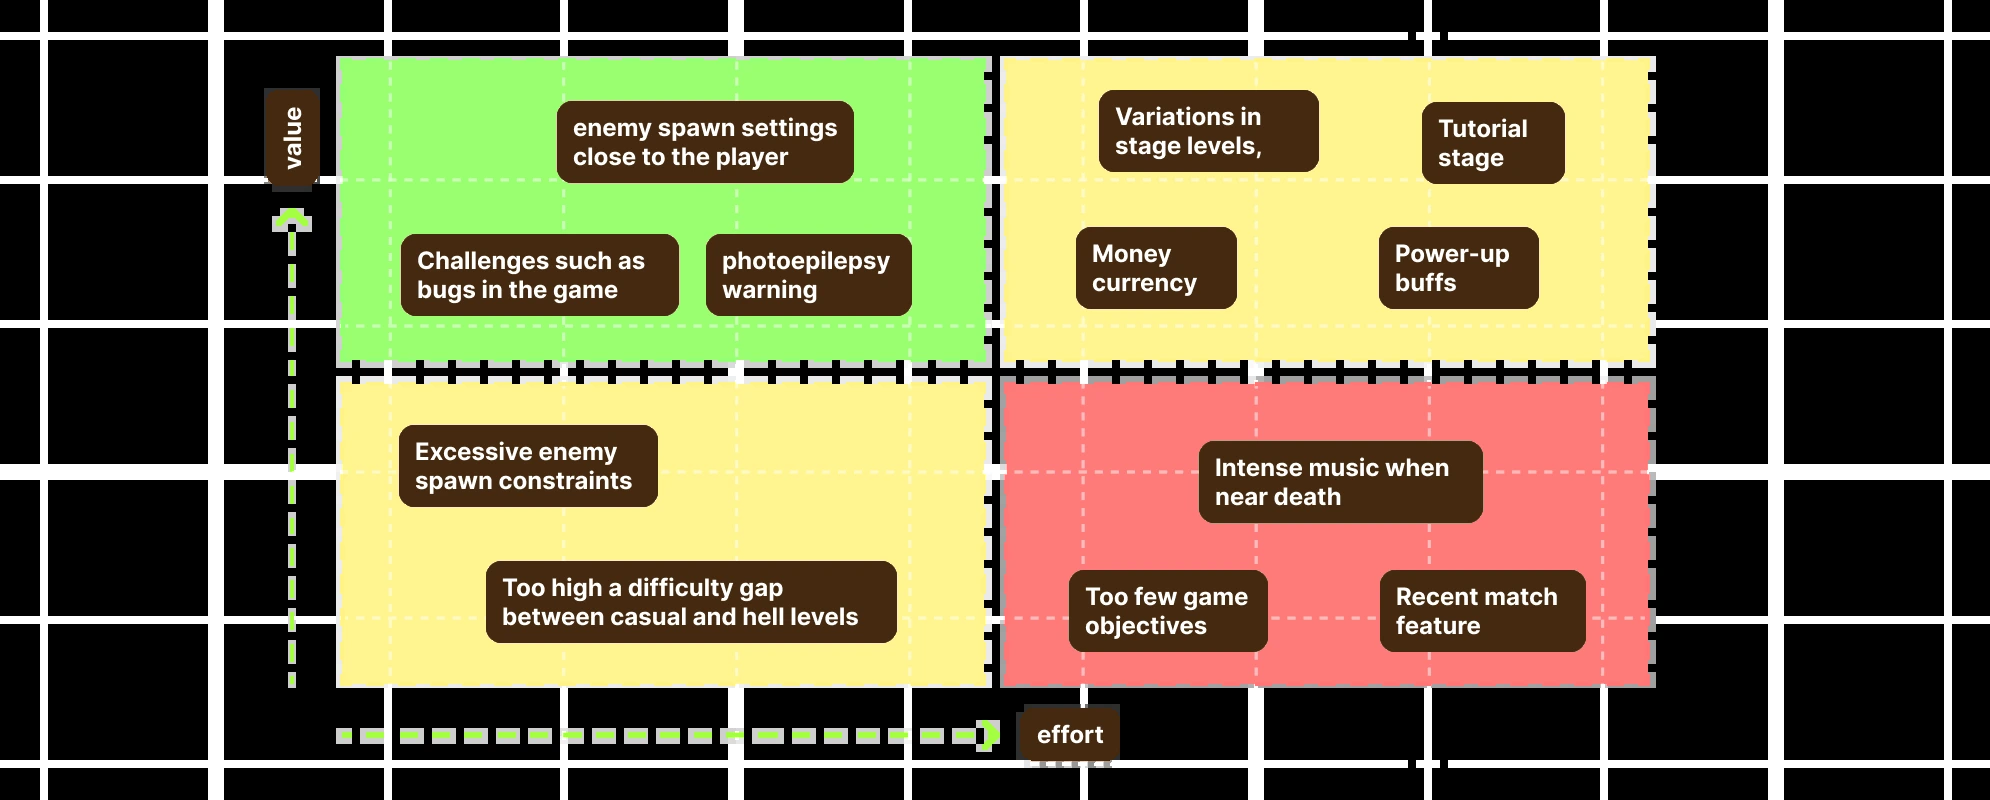 value
enemy spawn settings
close to the player
Challenges such as
bugs in the game
photoepilepsy
warning
Variations in
stage levels,
Tutorial
stage
Money
currency
Power-up
buffs
Excessive enemy
spawn constraints
Too high a difficulty gap
between casual and hell levels
Intense music when
near death
Too few game
objectives
Recent match
feature
effort